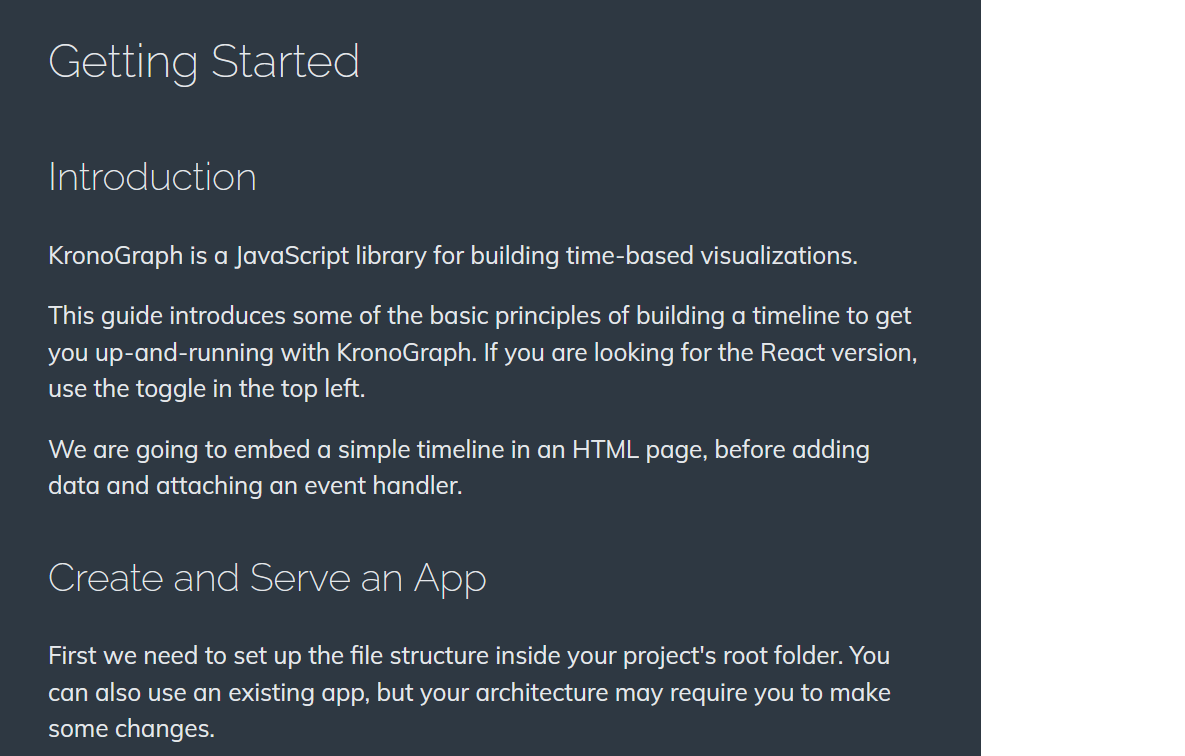 Getting Started
Introduction
KronoGraph is a JavaScript library for building time-based visualizations.
This guide introduces some of the basic principles of building a timeline to get
you up-and-running with KronoGraph. If you are looking for the React version,
use the toggle in the top left.
We are going to embed a simple timeline in an HTML page, before adding
data and attaching an event handler.
Create and Serve an App
First we need to set up the file structure inside your project's root folder. You
can also use an existing app, but your architecture may require you to make
some changes.